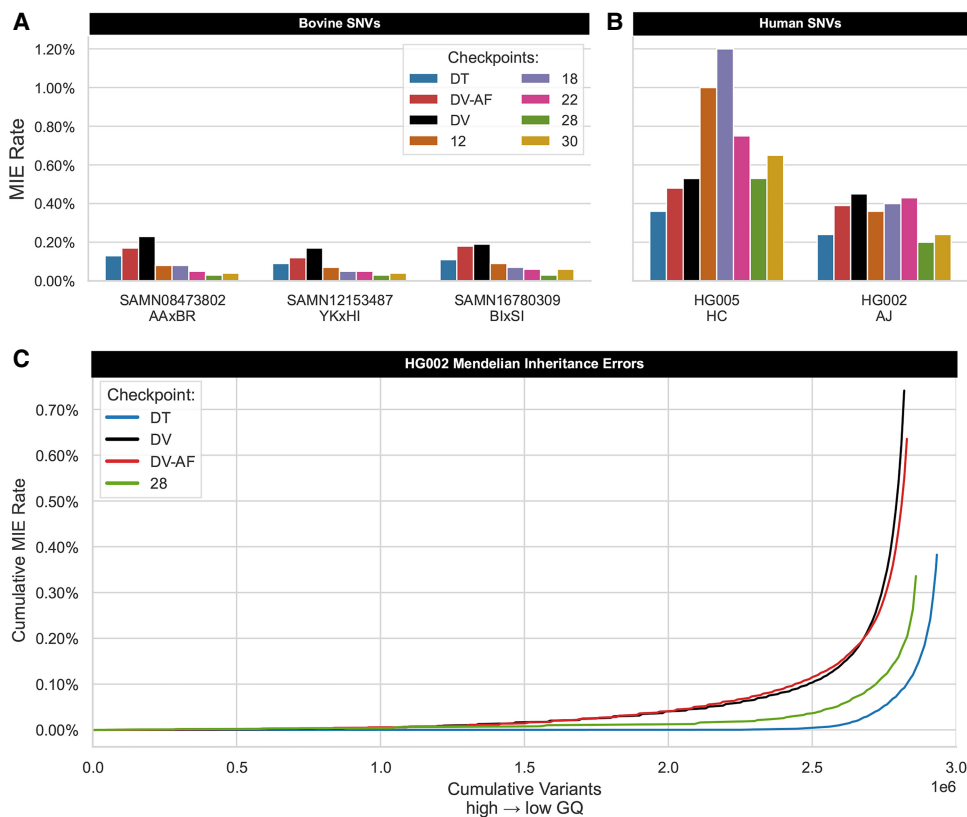 A
Bovine SNVs
MIE Rate
1.20%
1.00%
0.80%
0.60%
0.40%
0.20%
0.00%
Checkpoints:
DT
DV-AF
DV
12
18
22
28
30
SAMN08473802
AAxBR
SAMN12153487
YKxHI
SAMN16780309
BIxSI
B
Human SNVs
HG005
HC
HG002
AJ
C
HG002 Mendelian Inheritance Errors
Cumulative MIE Rate
0.70%
0.60%
0.50%
0.40%
0.30%
0.20%
0.10%
0.00%
Checkpoint:
DT
DV
DV-AF
28
0.0
0.5
1.0
1.5
2.0
2.5
3.0
1e6
Cumulative Variants
high → low GQ